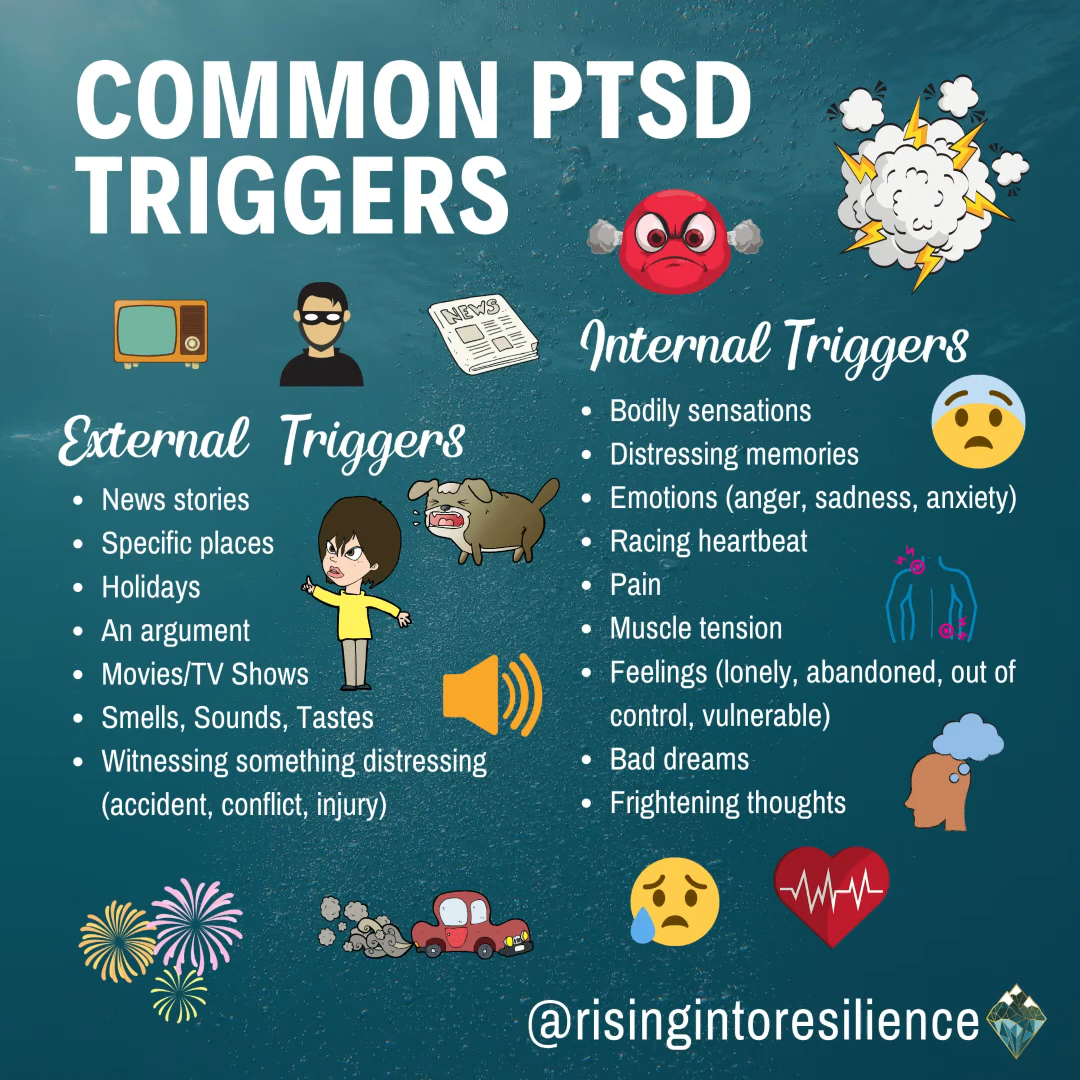 COMMON PTSD
TRIGGERS
NEWS
External Triggers
• News stories
• Specific places
• Holidays
• An argument
• Movies/TV Shows
• Smells, Sounds, Tastes
• Witnessing something distressing
(accident, conflict, injury)
Internal Triggers
• Bodily sensations
• Distressing memories
• Emotions (anger, sadness, anxiety)
• Racing heartbeat
• Pain
• Muscle tension
• Feelings (lonely, abandoned, out of
control, vulnerable)
• Bad dreams
• Frightening thoughts
@risingintoresilience